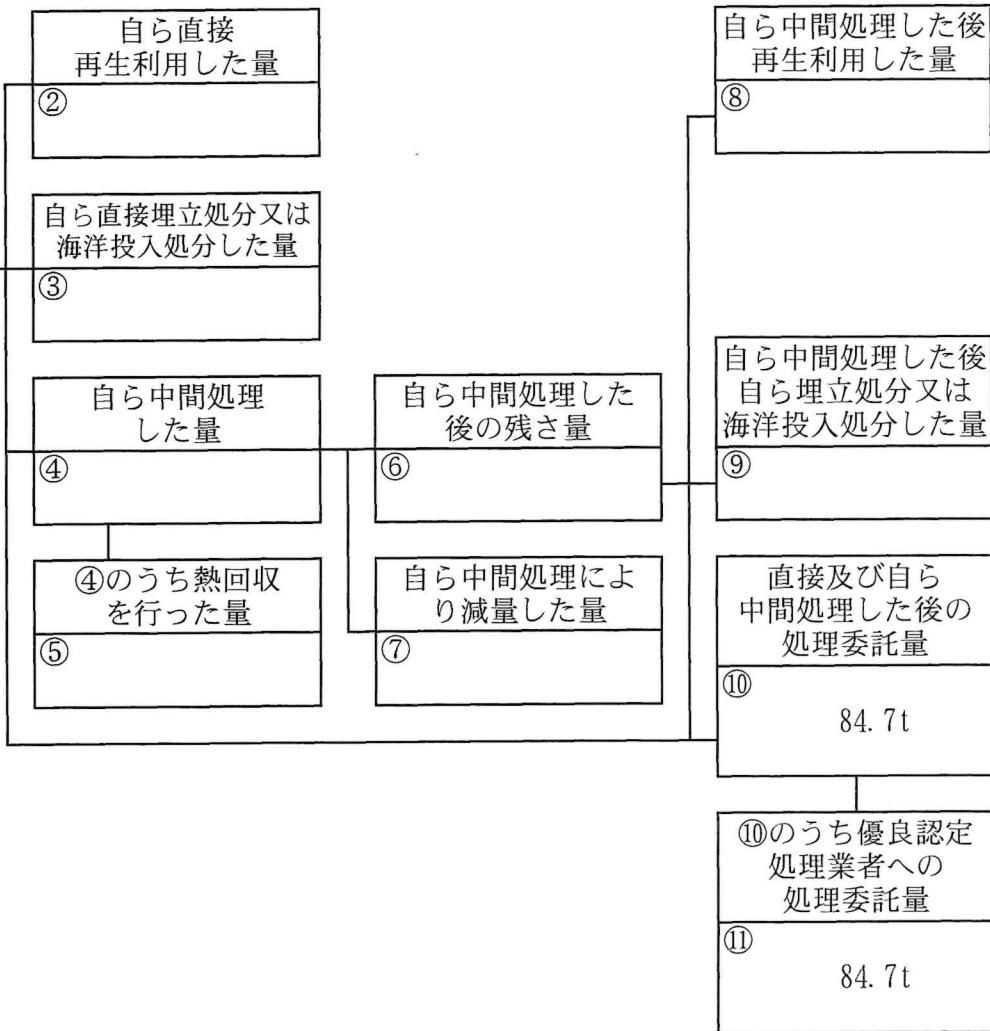 自ら直接
再生利用した量
②
自ら直接埋立処分又は
海洋投入処分した量
③
自ら中間処理
した量
④
④のうち熱回収
を行った量
⑤
自ら中間処理した
後の残さ量
⑥
自ら中間処理によ
り減量した量
⑦
自ら中間処理した後
再生利用した量
⑧
自ら中間処理した後
自ら埋立処分又は
海洋投入処分した量
⑨
直接及び自ら
中間処理した後の
処理委託量
⑩
84.7t
⑩のうち優良認定
処理業者への
処理委託量
⑪
84.7t